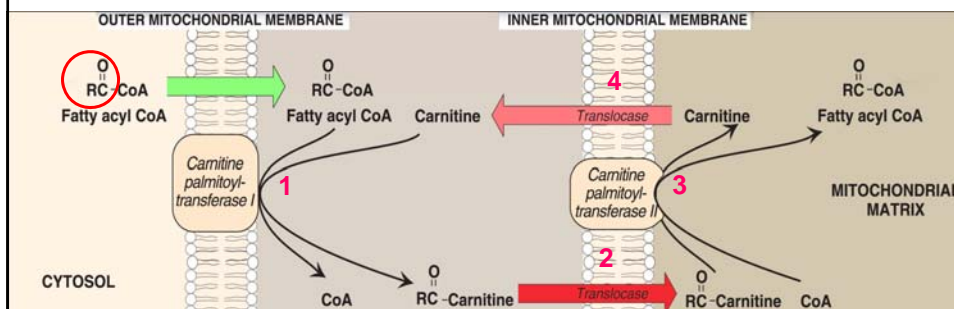 OUTER MITOCHONDRIAL MEMBRANE
INNER MITOCHONDRIAL MEMBRANE
O
RC-CoA
Fatty acyl CoA
O
RC-CoA
Fatty acyl CoA
Carnitine
4
Translocase
Carnitine
O
RC-CoA
Fatty acyl CoA
Carnitine
palmitoyl-
transferase I
1
Carnitine
palmitoyl-
transferase II
3
MITOCHONDRIAL
MATRIX
2
CYTOSOL
CoA
O
RC-Carnitine
Translocase
O
RC-Carnitine
CoA